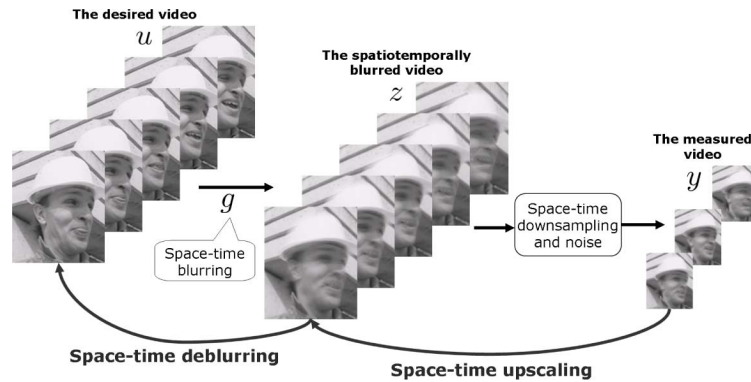 The desired video
u
The spatiotemporally
blurred video
z
The measured
video
y
g
Space-time
blurring
Space-time
downsampling
and noise
Space-time deblurring
Space-time upscaling